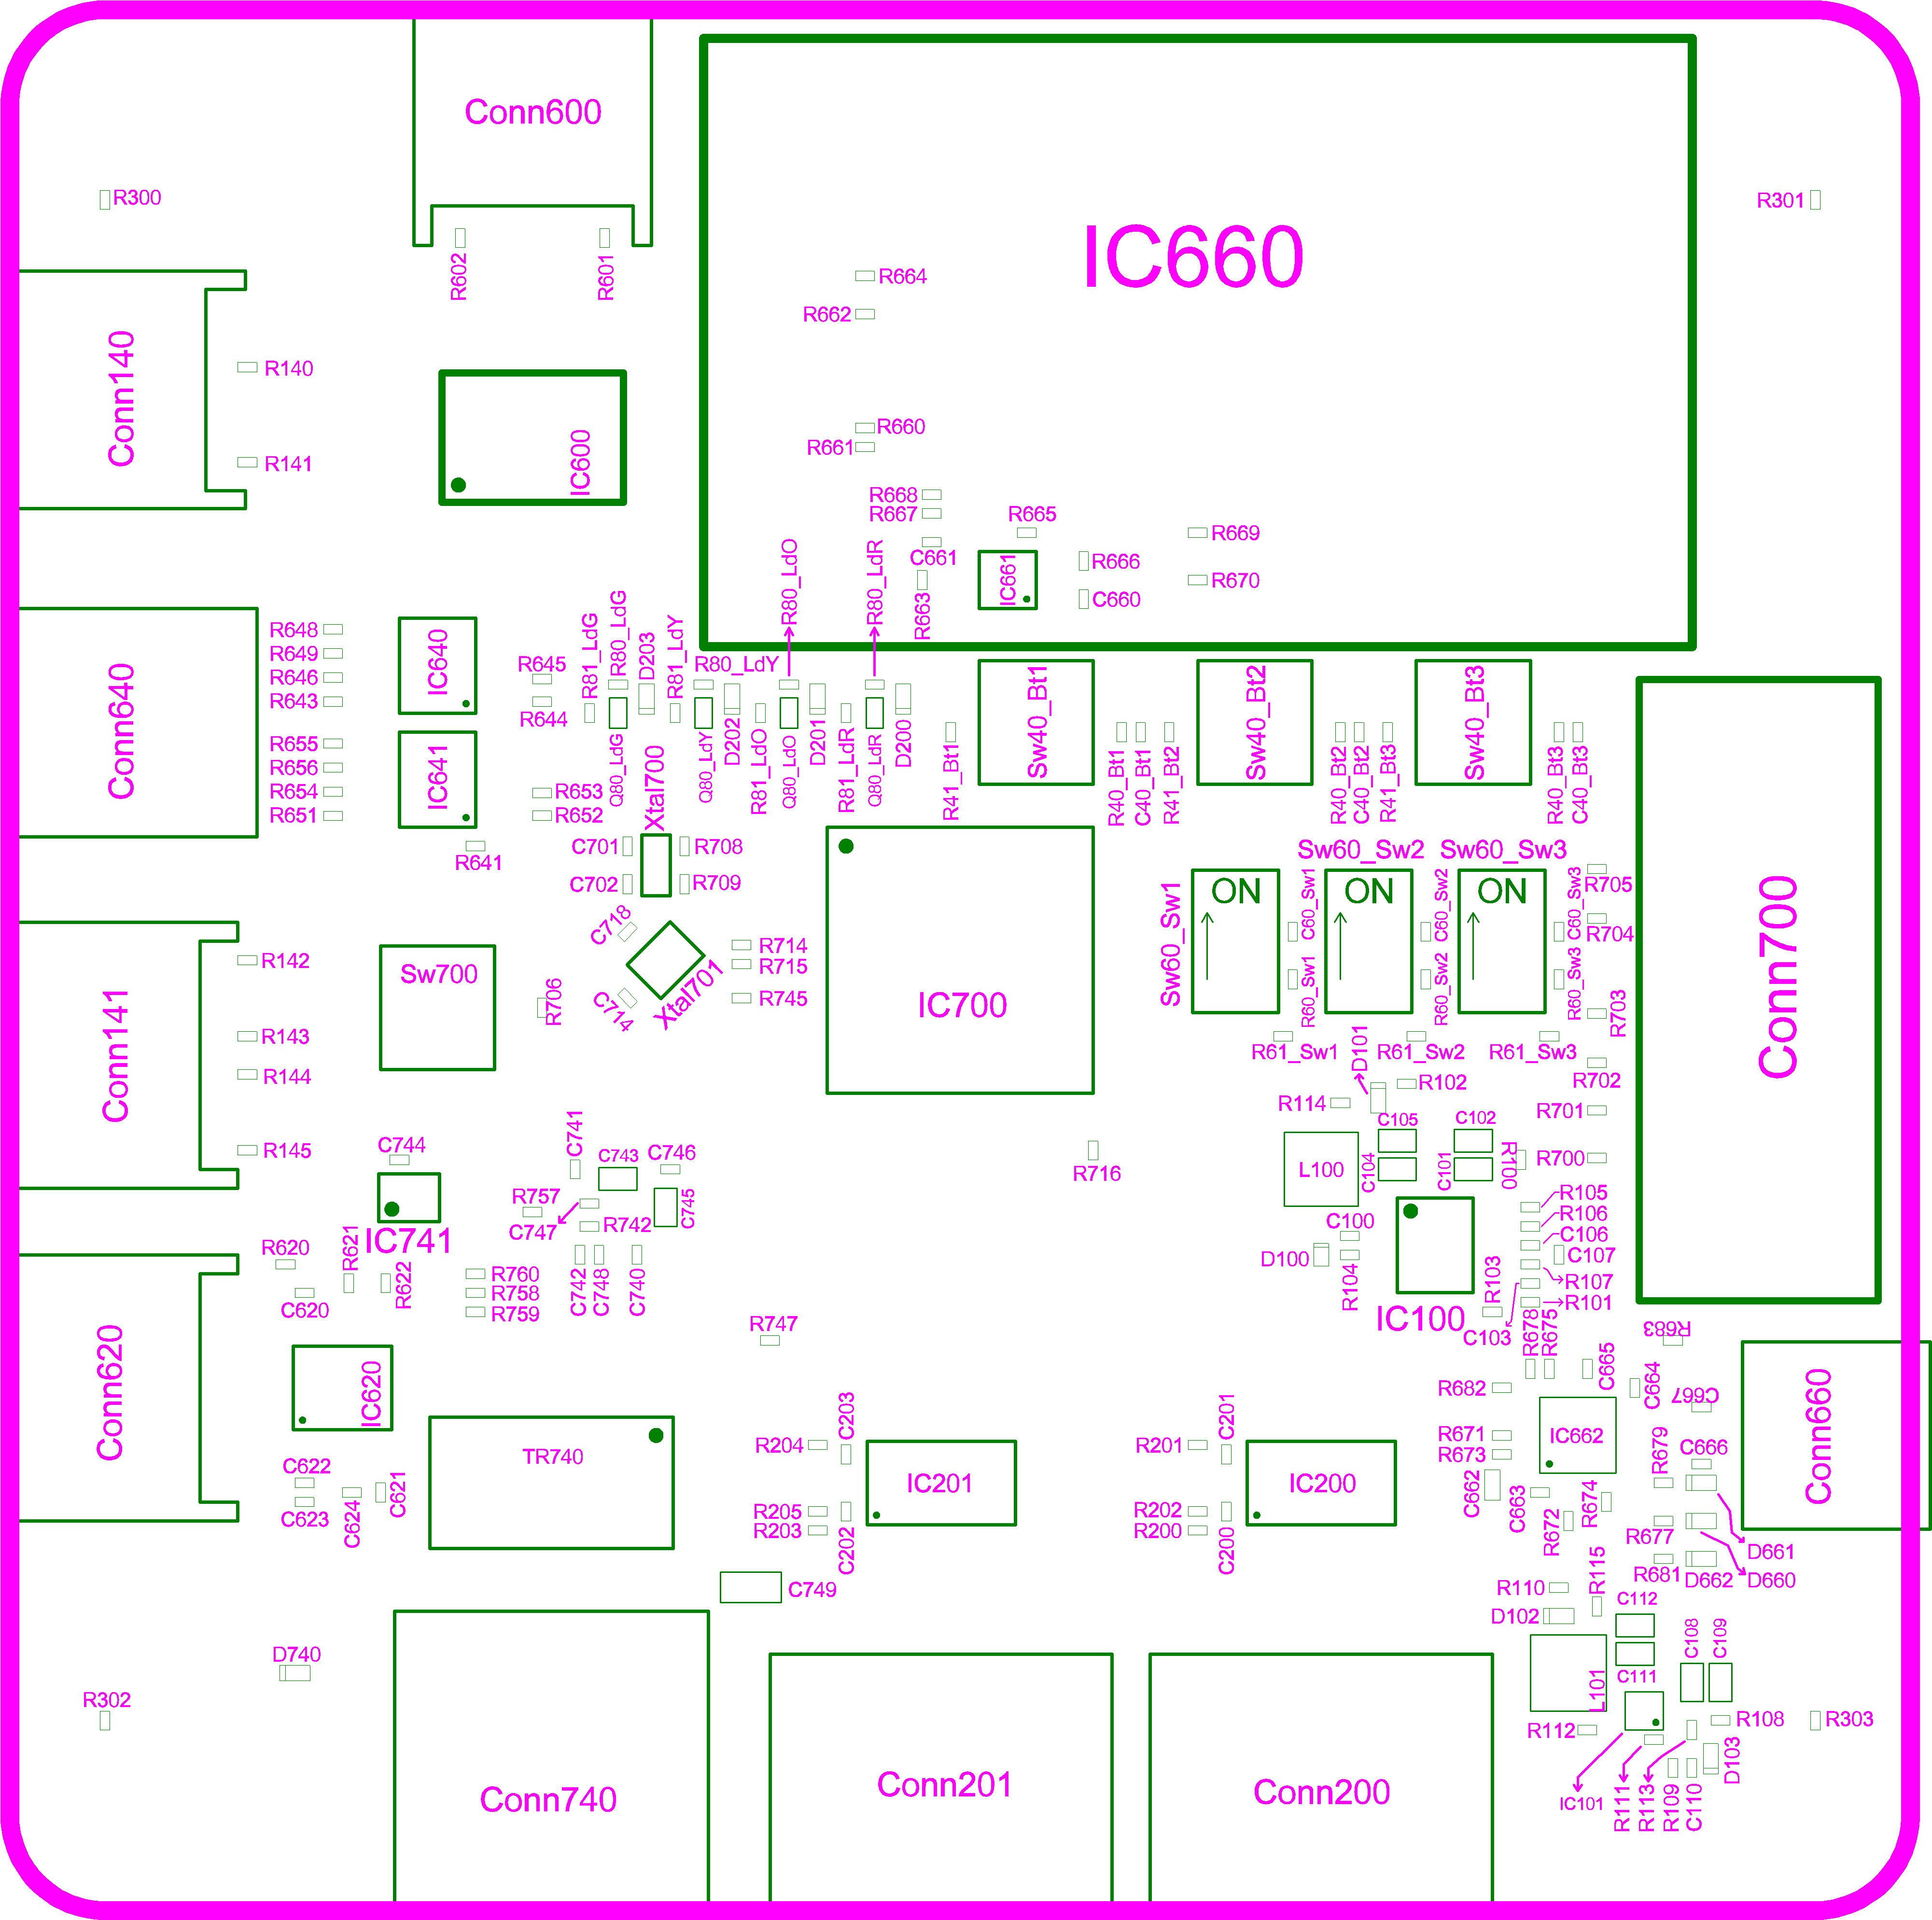 Conn600
IC660
R300
R301
R602
R601
R664
R662
Conn140
R140
R141
IC600
R660
R661
R668
R667
R665
R669
C661
IC661
R666
R670
C660
R663
R80_LdO
R80_LdR
R648
R649
R646
R643
Conn640
IC640
R645
R644
R81_LdG
R80_LdG
D203
R81_LdY
R80_LdY
Sw40_Bt1
Sw40_Bt2
Sw40_Bt3
R655
R656
R654
R651
IC641
R653
R652
Q80_LdG
Xtal700
Q80_LdY
D202
R81_LdO
Q80_LdO
D201
R81_LdR
Q80_LdR
D200
R41_Bt1
R40_Bt1
C40_Bt1
R41_Bt2
R40_Bt2
C40_Bt2
R41_Bt3
R40_Bt3
C40_Bt3
R641
C701
R708
C702
R709
Sw60_Sw2
Sw60_Sw3
Sw60_Sw1
ON
ON
ON
C60_Sw1
C60_Sw2
C60_Sw3
R60_Sw1
R60_Sw2
R60_Sw3
R705
R704
Conn700
R703
R702
R701
R700
C718
Xtal701
C714
R714
R715
R745
IC700
Conn141
R142
R143
R144
R145
Sw700
R706
R61_Sw1
D101
R61_Sw2
R61_Sw3
R102
R114
C105
C102
L100
C104
C101
R100
R716
C744
C741
C743
C746
C745
R757
C747
R742
IC741
R105
R106
C106
C107
R107
R101
C100
D100
R104
IC100
R103
C103
R620
R621
R622
C620
R760
R758
R759
C742
C748
C740
R747
R678
R675
C665
R683
C664
C667
Conn620
IC620
TR740
C622
C623
C624
C621
R204
C203
IC201
R205
R203
C202
R201
C201
IC200
R202
R200
C200
R682
R671
R673
IC662
C662
C663
R672
R674
R679
C666
Conn660
R677
D661
R681
D662
D660
C749
R110
R115
D102
C112
C111
C108
C109
L101
D740
R302
R112
R108
R303
D103
IC101
R111
R113
R109
C110
Conn740
Conn201
Conn200